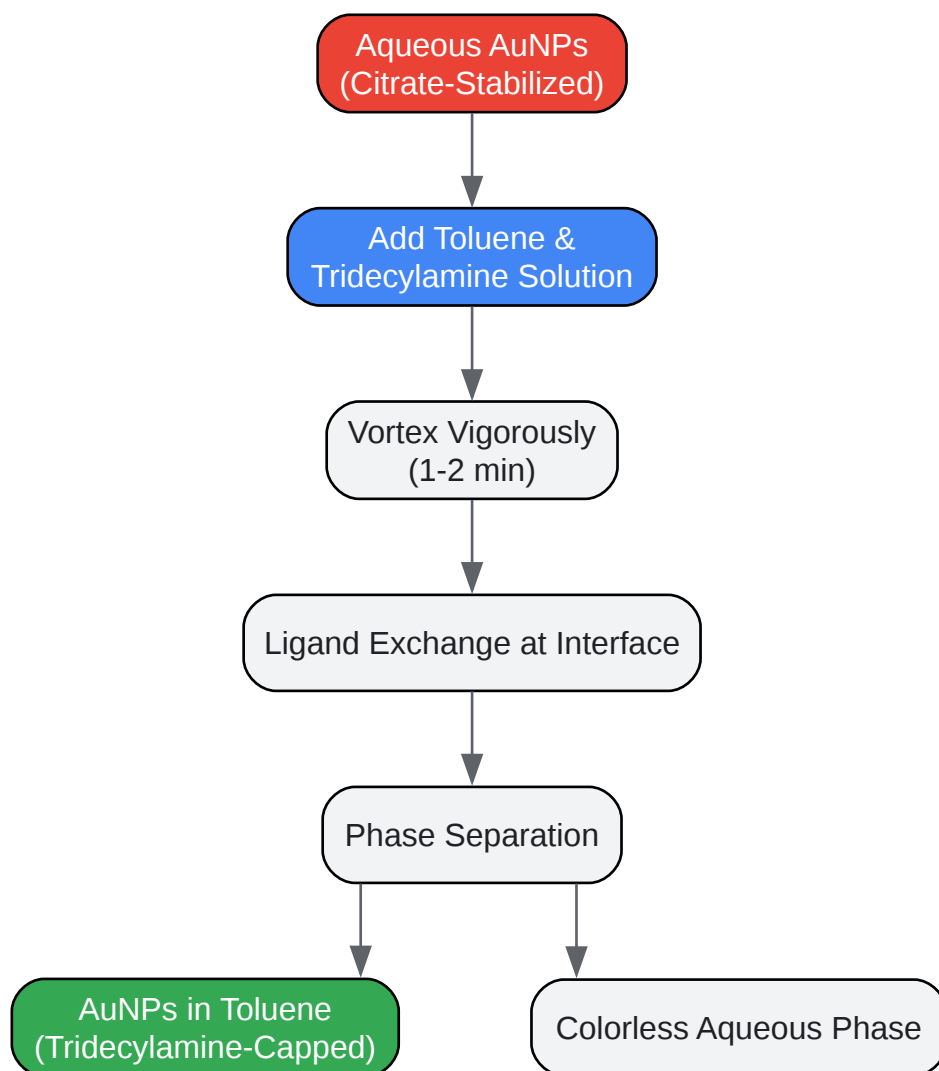 Aqueous AuNPs
(Citrate-Stabilized)
Add Toluene &
Tridecylamine Solution
Vortex Vigorously
(1-2 min)
Ligand Exchange at Interface
Phase Separation
AuNPs in Toluene
(Tridecylamine-Capped)
Colorless Aqueous Phase